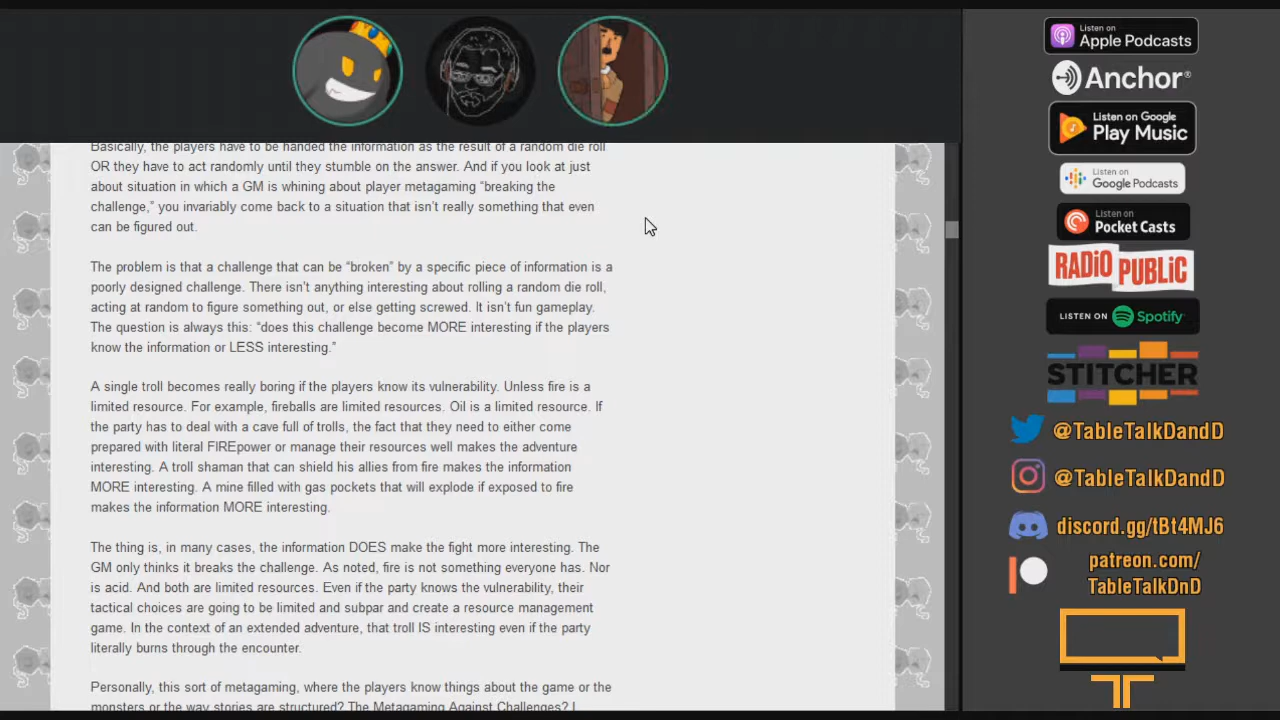 Basically, the players have to be handed the information as the result of a random die roll
OR they have to act randomly until they stumble on the answer. And if you look at just
about situation in which a GM is whining about player metagaming “breaking the
challenge,” you invariably come back to a situation that isn’t really something that even
can be figured out.
The problem is that a challenge that can be “broken” by a specific piece of information is a
poorly designed challenge. There isn’t anything interesting about rolling a random die roll,
acting at random to figure something out, or else getting screwed. It isn’t fun gameplay.
The question is always this: “does this challenge become MORE interesting if the players
know the information or LESS interesting.”
A single troll becomes really boring if the players know its vulnerability. Unless fire is a
limited resource. For example, fireballs are limited resources. Oil is a limited resource. If
the party has to deal with a cave full of trolls, the fact that they need to either come
prepared with literal FIREpower or manage their resources well makes the adventure
interesting. A troll shaman that can shield his allies from fire makes the information
MORE interesting. A mine filled with gas pockets that will explode if exposed to fire
makes the information MORE interesting.
The thing is, in many cases, the information DOES make the fight more interesting. The
GM only thinks it breaks the challenge. As noted, fire is not something everyone has. Nor
is acid. And both are limited resources. Even if the party knows the vulnerability, their
tactical choices are going to be limited and subpar and create a resource management
game. In the context of an extended adventure, that troll IS interesting even if the party
literally burns through the encounter.
Personally, this sort of metagaming, where the players know things about the game or the
monsters or the way stories are structured? The Metagaming Against Challenges? I
Listen on
Apple Podcasts
Anchor®
Listen on Google
Play Music
Listen on
Google Podcasts
Listen on
Pocket Casts
RADiO
PUBLiC
LISTEN ON Spotify
STITCHER
@TableTalkDandD
@TableTalkDandD
discord.gg/tBt4MJ6
patreon.com/
TableTalkDnD